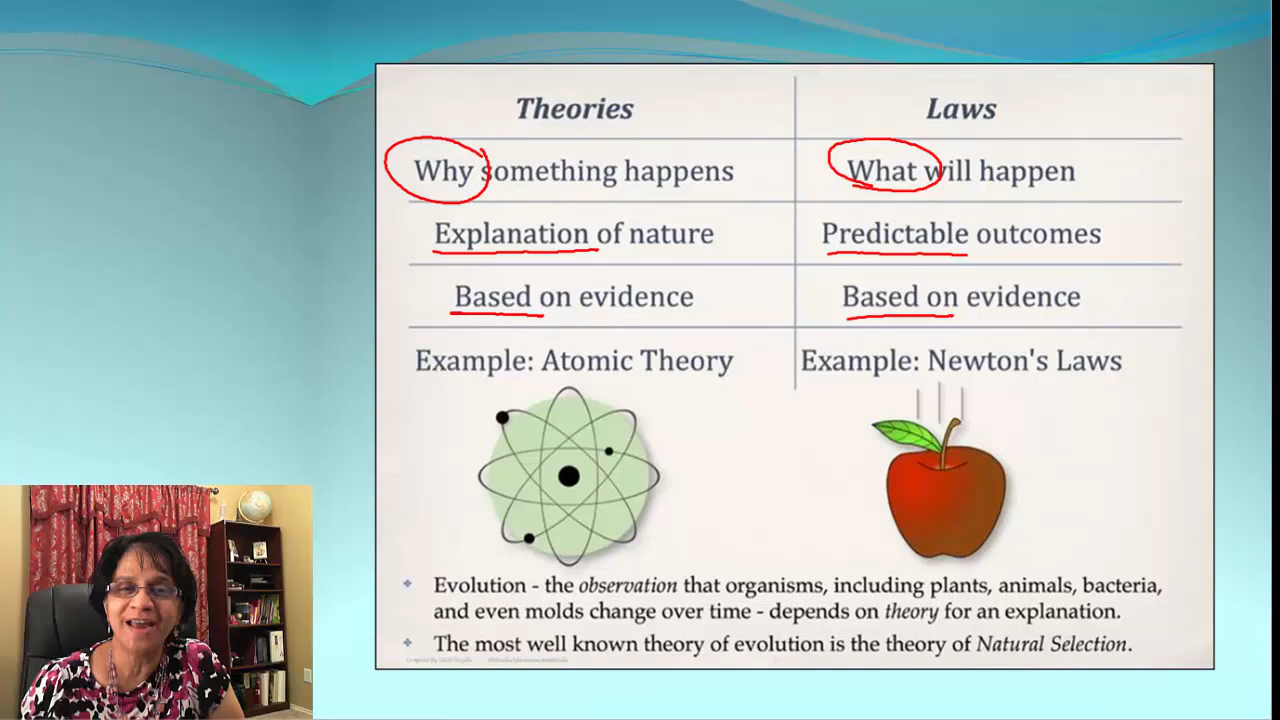 Theories Laws
Why something happens What will happen
Explanation of nature Predictable outcomes
Based on evidence Based on evidence
Example: Atomic Theory Example: Newton's Laws
Evolution - the observation that organisms, including plants, animals, bacteria,
and even molds change over time - depends on theory for an explanation.
The most well known theory of evolution is the theory of Natural Selection.